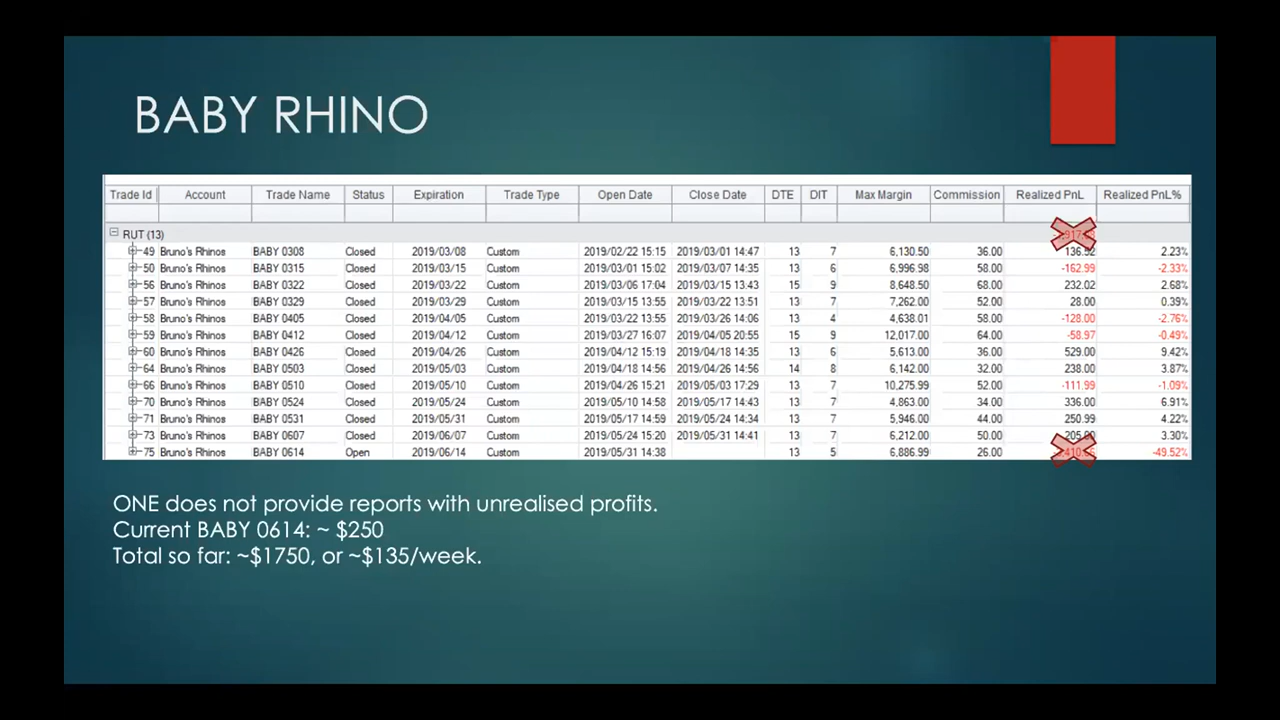 BABY RHINO
Trade Id Account Trade Name Status Expiration Trade Type Open Date Close Date DTE DIT Max Margin Commission Realized PnL Realized PnL%
RUT (13)
49 Bruno's Rhinos BABY 0308 Closed 2019/03/08 Custom 2019/02/22 15:15 2019/03/01 14:47 13 7 6,130.50 36.00 136.52 2.23%
50 Bruno's Rhinos BABY 0315 Closed 2019/03/15 Custom 2019/03/01 15:02 2019/03/07 14:35 13 6 6,996.98 58.00 -162.99 -2.33%
56 Bruno's Rhinos BABY 0322 Closed 2019/03/22 Custom 2019/03/06 17:04 2019/03/15 13:43 15 9 8,648.50 68.00 232.02 2.68%
57 Bruno's Rhinos BABY 0329 Closed 2019/03/29 Custom 2019/03/15 13:55 2019/03/22 13:51 13 7 7,262.00 52.00 28.00 0.39%
58 Bruno's Rhinos BABY 0405 Closed 2019/04/05 Custom 2019/03/22 13:55 2019/03/26 14:06 13 4 4,638.01 58.00 -128.00 -2.76%
59 Bruno's Rhinos BABY 0412 Closed 2019/04/12 Custom 2019/03/27 16:07 2019/04/05 20:55 15 9 12,017.00 64.00 -58.97 -0.49%
60 Bruno's Rhinos BABY 0426 Closed 2019/04/26 Custom 2019/04/12 15:19 2019/04/18 14:35 13 6 5,613.00 36.00 529.00 9.42%
64 Bruno's Rhinos BABY 0503 Closed 2019/05/03 Custom 2019/04/18 14:56 2019/04/26 14:56 14 8 6,142.00 32.00 238.00 3.87%
66 Bruno's Rhinos BABY 0510 Closed 2019/05/10 Custom 2019/04/26 15:21 2019/05/03 17:29 13 7 10,275.99 52.00 -111.99 -1.09%
70 Bruno's Rhinos BABY 0524 Closed 2019/05/24 Custom 2019/05/10 14:58 2019/05/17 14:43 13 7 4,863.00 34.00 336.00 6.91%
71 Bruno's Rhinos BABY 0531 Closed 2019/05/31 Custom 2019/05/17 14:59 2019/05/24 14:34 13 7 5,946.00 44.00 250.99 4.22%
73 Bruno's Rhinos BABY 0607 Closed 2019/06/07 Custom 2019/05/24 15:20 2019/05/31 14:41 13 7 6,212.00 50.00 3.30%
75 Bruno's Rhinos BABY 0614 Open 2019/06/14 Custom 2019/05/31 14:38 13 5 6,886.99 26.00 -49.52%
ONE does not provide reports with unrealised profits.
Current BABY 0614: ~ $250
Total so far: ~$1750, or ~$135/week.